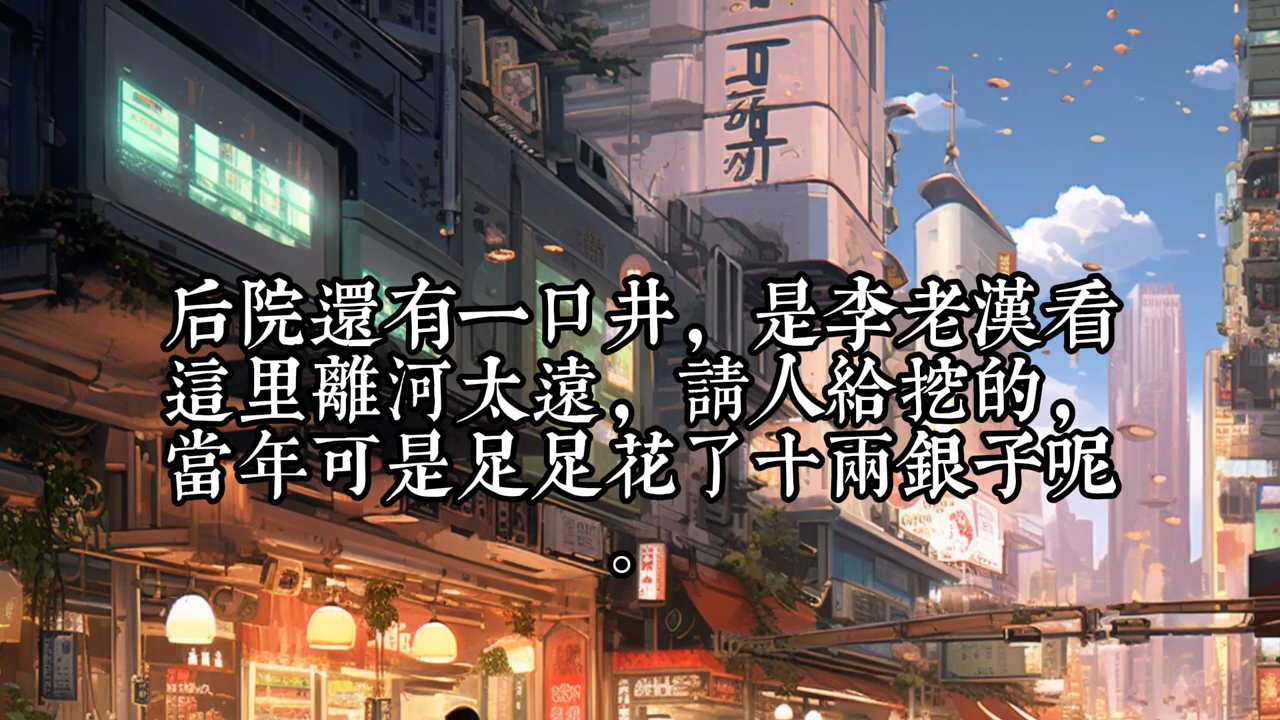 后院還有一口井，是李老漢看
這里離河太遠，請人給挖的，
當年可是足足花了十兩銀子呢
。